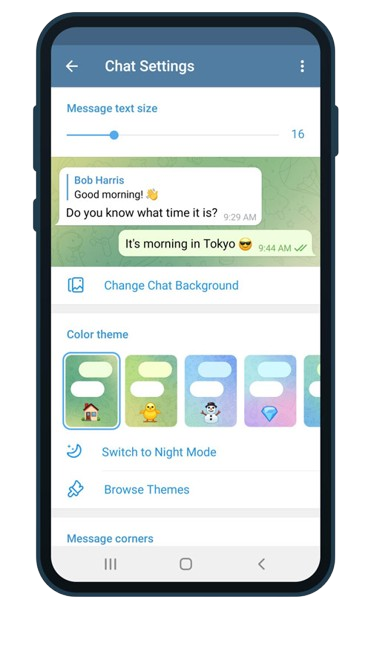 Chat Settings
Message text size
16
Bob Harris
Good morning! 👋
Do you know what time it is? 9:29 AM
It's morning in Tokyo 😎 9:44 AM
Change Chat Background
Color theme
Switch to Night Mode
Browse Themes
Message corners